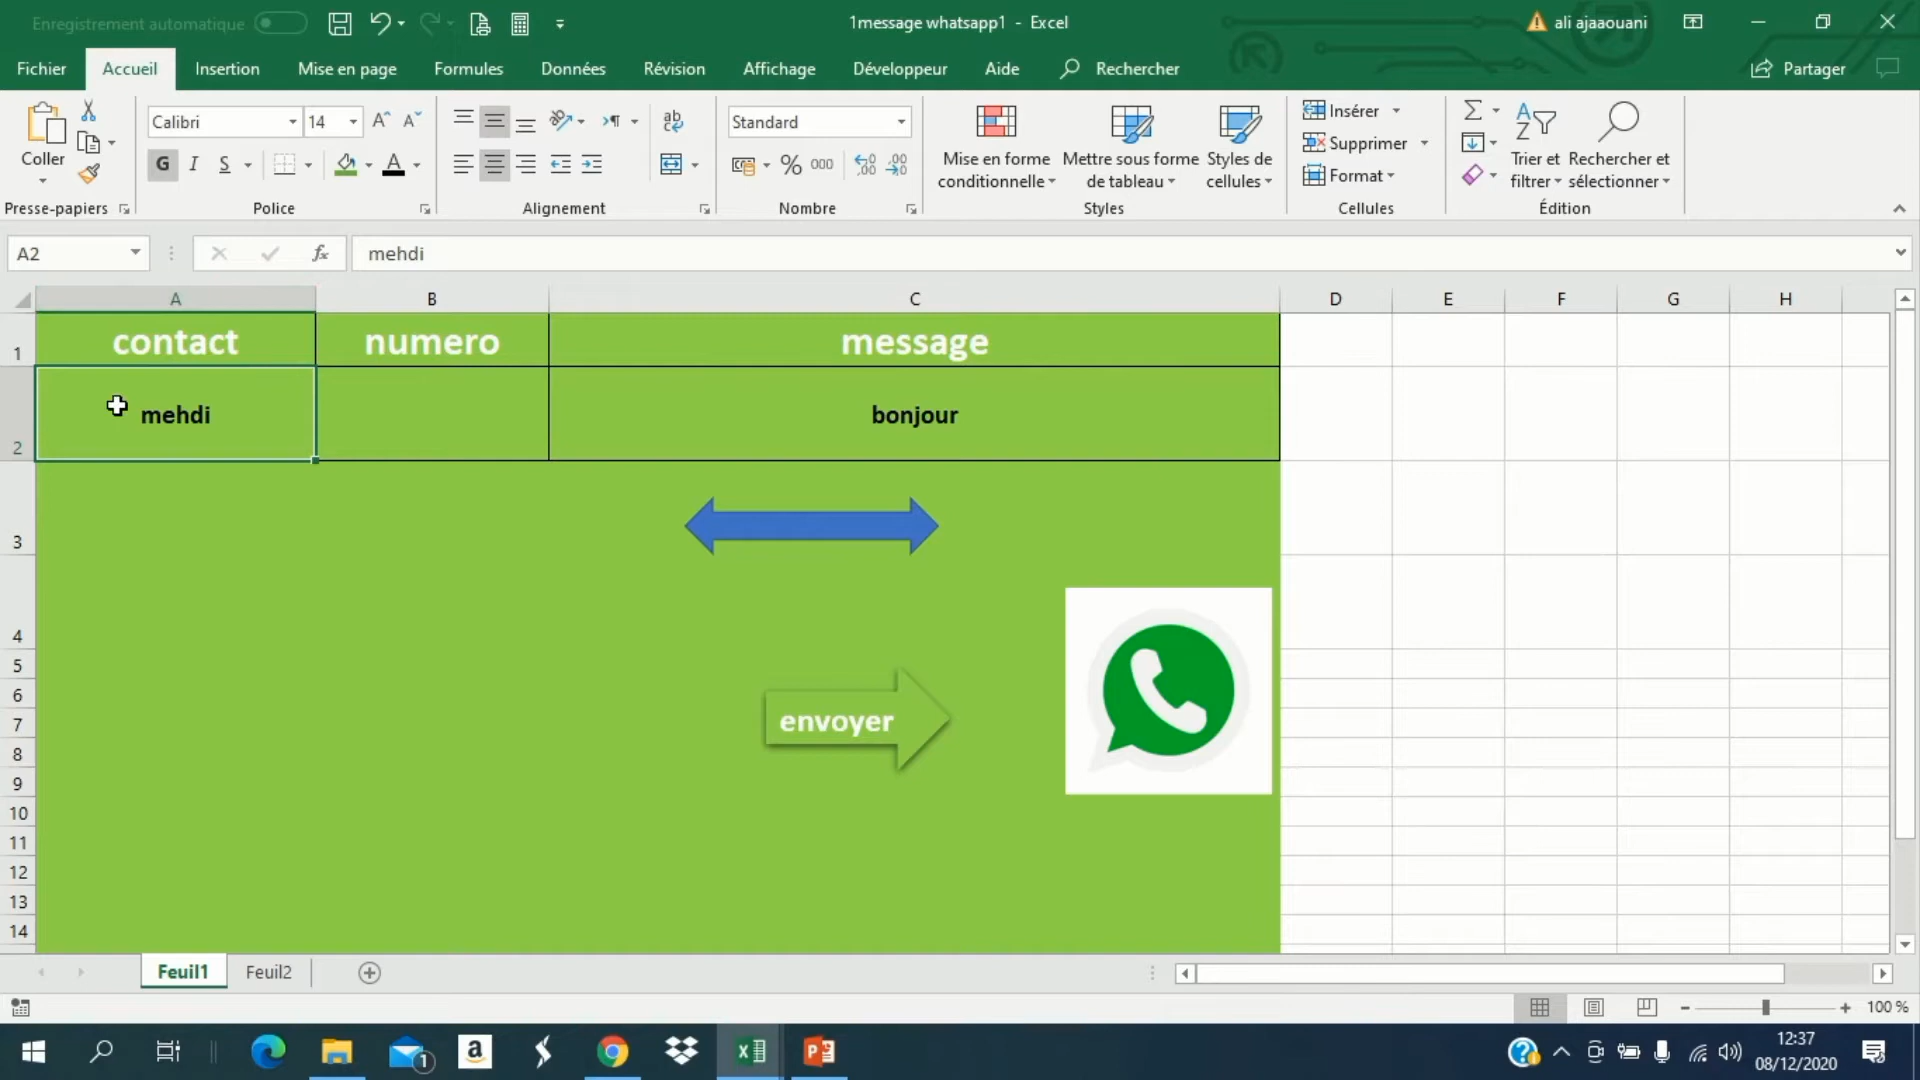 Enregistrement automatique
1message whatsapp1 - Excel
ali ajaaouani
Fichier Accueil Insertion Mise en page Formules Données Révision Affichage Développeur Aide Rechercher Partager
Coller
Presse-papiers
Calibri 14
G I S
Police
Alignement
Standard
% 000
Nombre
Mise en forme conditionnelle
Mettre sous forme de tableau
Styles de cellules
Styles
Insérer
Supprimer
Format
Cellules
Trier et filtrer
Rechercher et sélectionner
Édition
A2 fx mehdi
A B C D E F G H
1 contact numero message
2 mehdi bonjour
3
4
5
6
7 envoyer
8
9
10
11
12
13
14
Feuil1 Feuil2
100 %
1
12:37
08/12/2020